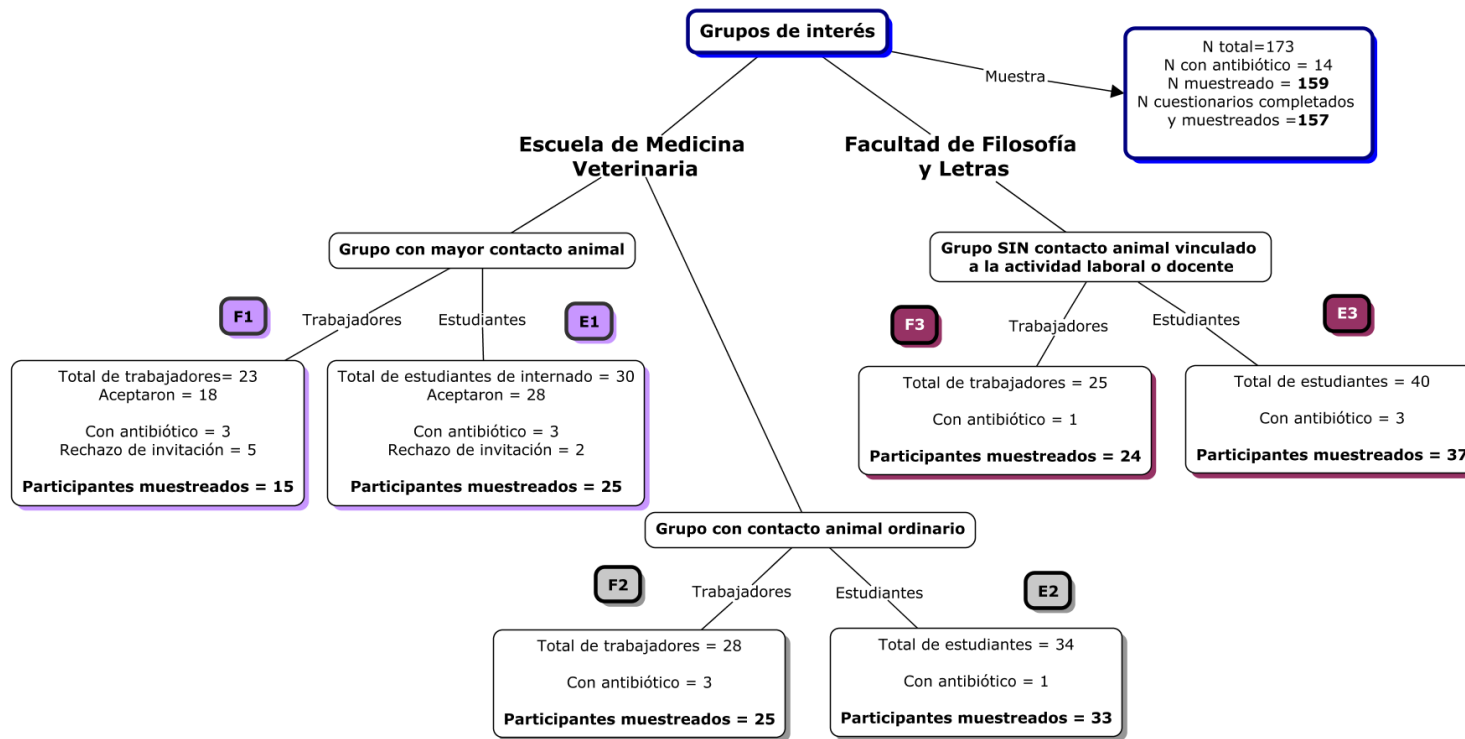 Grupos de interés
Muestra
N total=173
N con antibiótico = 14
N muestreado = 159
N cuestionarios completados
y muestreados =157
Escuela de Medicina
Veterinaria
Facultad de Filosofía
y Letras
Grupo con mayor contacto animal
Grupo SIN contacto animal vinculado
a la actividad laboral o docente
F1
Trabajadores
Estudiantes
E1
F3
Trabajadores
Estudiantes
E3
Total de trabajadores= 23
Aceptaron = 18
Con antibiótico = 3
Rechazo de invitación = 5
Participantes muestreados = 15
Total de estudiantes de internado = 30
Aceptaron = 28
Con antibiótico = 3
Rechazo de invitación = 2
Participantes muestreados = 25
Total de trabajadores = 25
Con antibiótico = 1
Participantes muestreados = 24
Total de estudiantes = 40
Con antibiótico = 3
Participantes muestreados = 37
Grupo con contacto animal ordinario
F2
Trabajadores
Estudiantes
E2
Total de trabajadores = 28
Con antibiótico = 3
Participantes muestreados = 25
Total de estudiantes = 34
Con antibiótico = 1
Participantes muestreados = 33